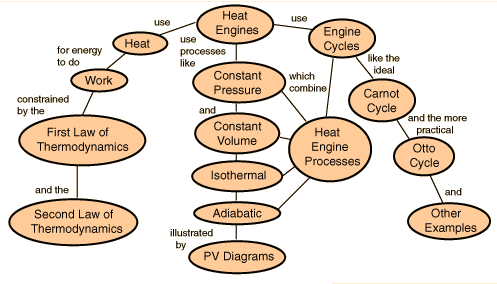 Heat
Engines
use
use
Engine
Cycles
Heat
for energy
to do
use
processes
like
like the
ideal
Work
Constant
Pressure
which
combine
Carnot
Cycle
constrained
by the
and
and the more
practical
First Law of
Thermodynamics
Constant
Volume
Heat
Engine
Processes
Otto
Cycle
Isothermal
and the
and
Second Law of
Thermodynamics
Adiabatic
Other
Examples
illustrated
by
PV Diagrams